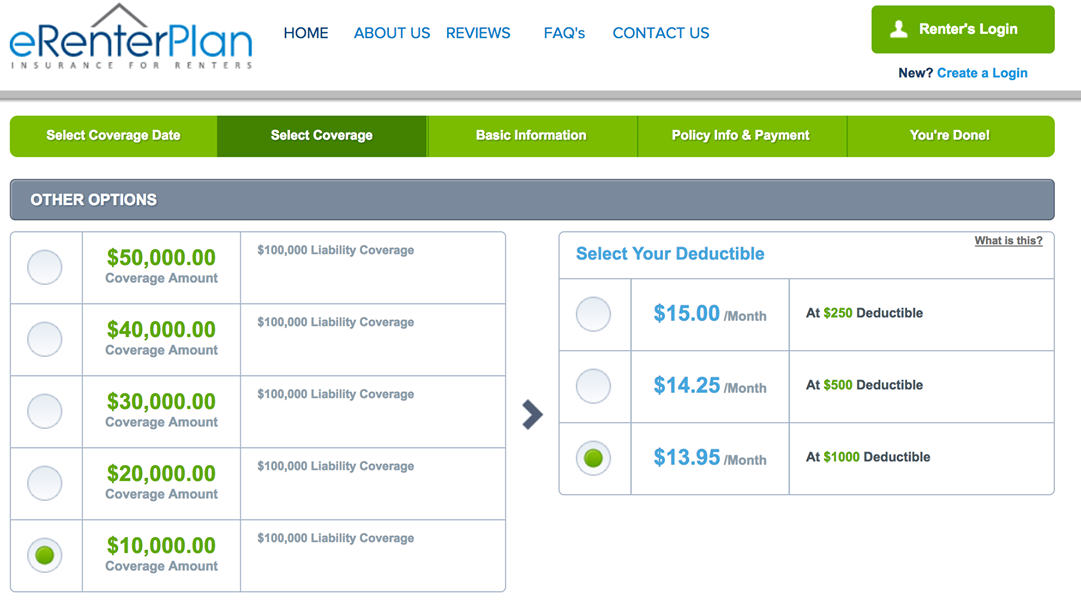 eRenterPlan
INSURANCE FOR RENTERS
HOME ABOUT US REVIEWS FAQ's CONTACT US
Renter's Login
New? Create a Login
Select Coverage Date Select Coverage Basic Information Policy Info & Payment You're Done!
OTHER OPTIONS
$50,000.00
Coverage Amount
$100,000 Liability Coverage
$40,000.00
Coverage Amount
$100,000 Liability Coverage
$30,000.00
Coverage Amount
$100,000 Liability Coverage
$20,000.00
Coverage Amount
$100,000 Liability Coverage
$10,000.00
Coverage Amount
$100,000 Liability Coverage
What is this?
Select Your Deductible
$15.00 /Month At $250 Deductible
$14.25 /Month At $500 Deductible
$13.95 /Month At $1000 Deductible